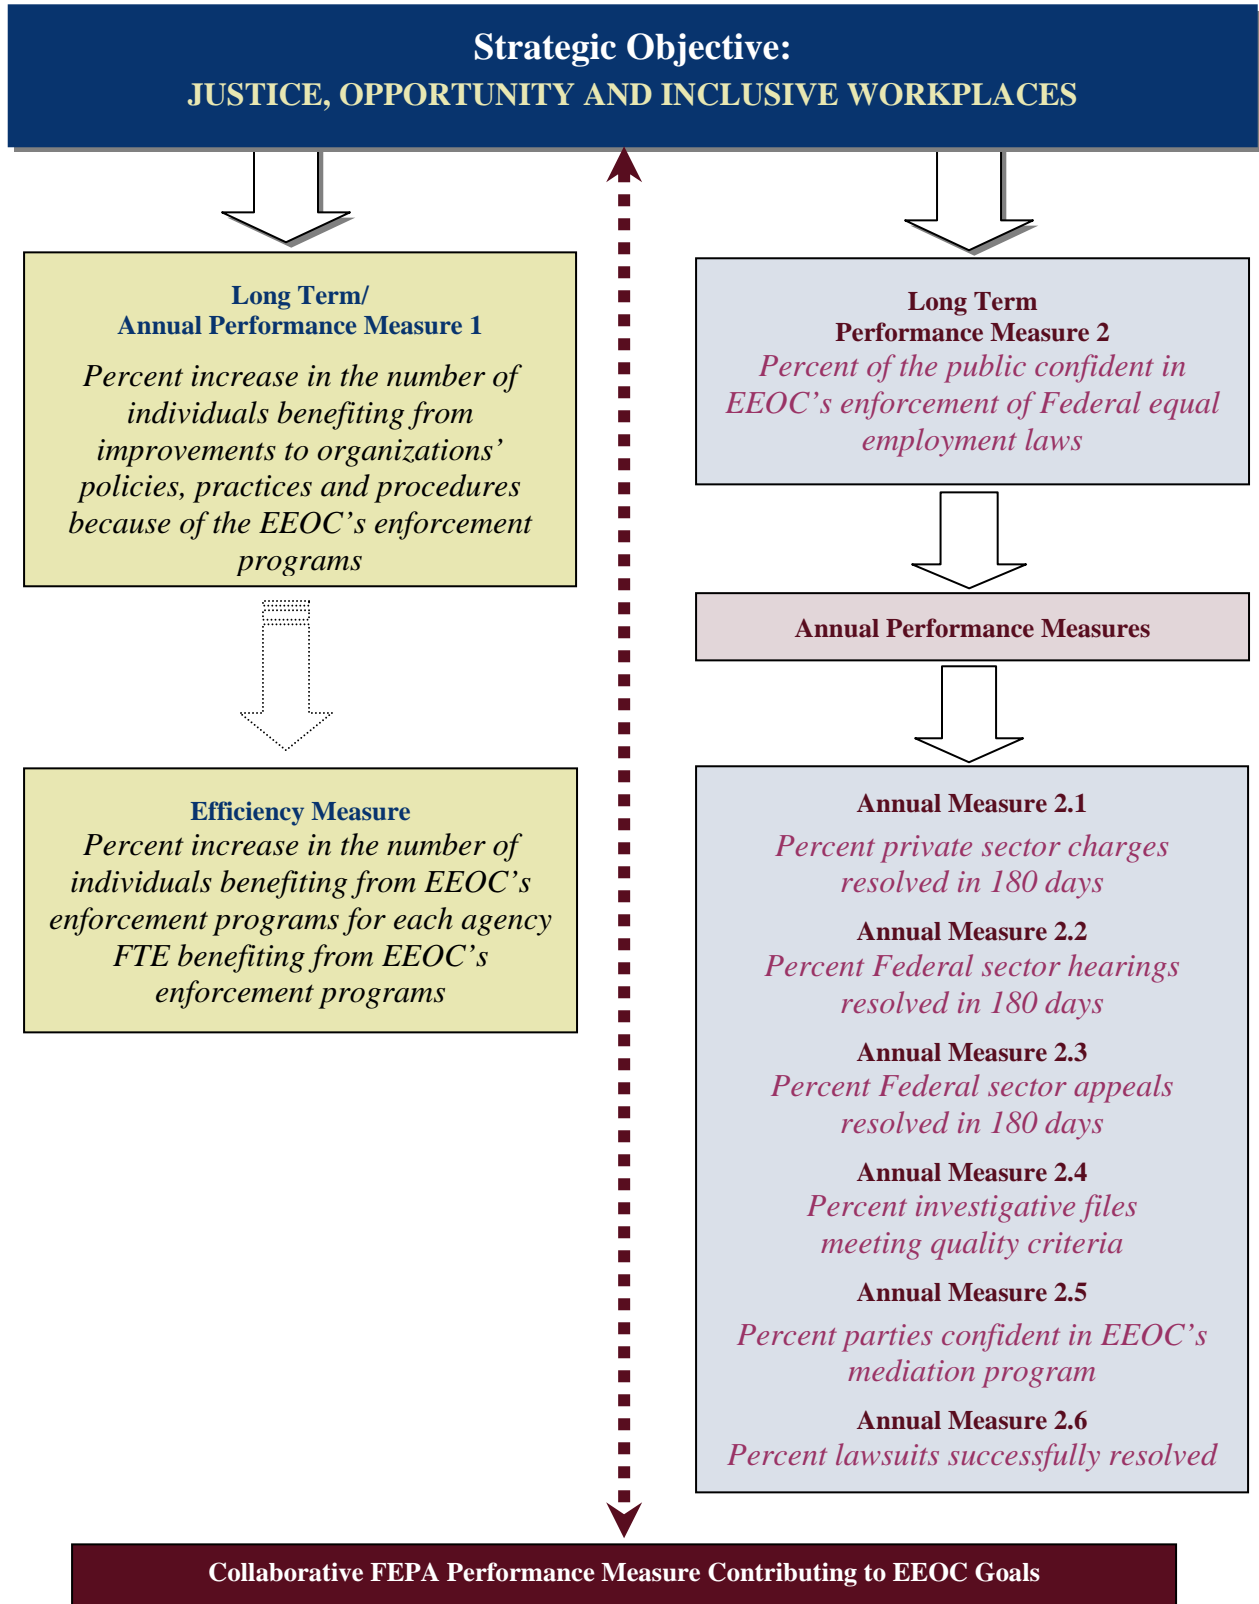 Strategic Objective:
JUSTICE, OPPORTUNITY AND INCLUSIVE WORKPLACES
Long Term/
Annual Performance Measure 1
Percent increase in the number of
individuals benefiting from
improvements to organizations’
policies, practices and procedures
because of the EEOC’s enforcement
programs
Efficiency Measure
Percent increase in the number of
individuals benefiting from EEOC’s
enforcement programs for each agency
FTE benefiting from EEOC’s
enforcement programs
Long Term
Performance Measure 2
Percent of the public confident in
EEOC’s enforcement of Federal equal
employment laws
Annual Performance Measures
Annual Measure 2.1
Percent private sector charges
resolved in 180 days
Annual Measure 2.2
Percent Federal sector hearings
resolved in 180 days
Annual Measure 2.3
Percent Federal sector appeals
resolved in 180 days
Annual Measure 2.4
Percent investigative files
meeting quality criteria
Annual Measure 2.5
Percent parties confident in EEOC’s
mediation program
Annual Measure 2.6
Percent lawsuits successfully resolved
Collaborative FEPA Performance Measure Contributing to EEOC Goals